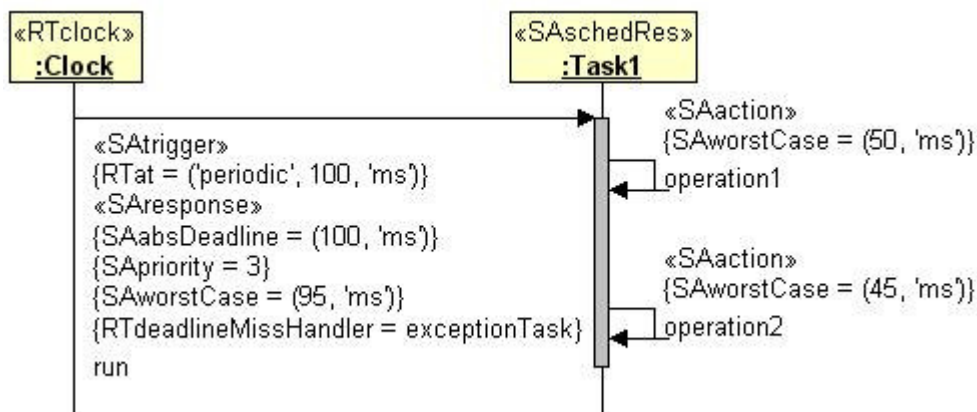 «RTclock»
:Clock
«SAschedRes»
:Task1
«SAtrigger»
{RTat = ('periodic', 100, 'ms')}
«SAresponse»
{SAabsDeadline = (100, 'ms')}
{SApriority = 3}
{SAworstCase = (95, 'ms')}
{RTdeadlineMissHandler = exceptionTask}
run
«SAaction»
{SAworstCase = (50, 'ms')}
operation1
«SAaction»
{SAworstCase = (45, 'ms')}
operation2